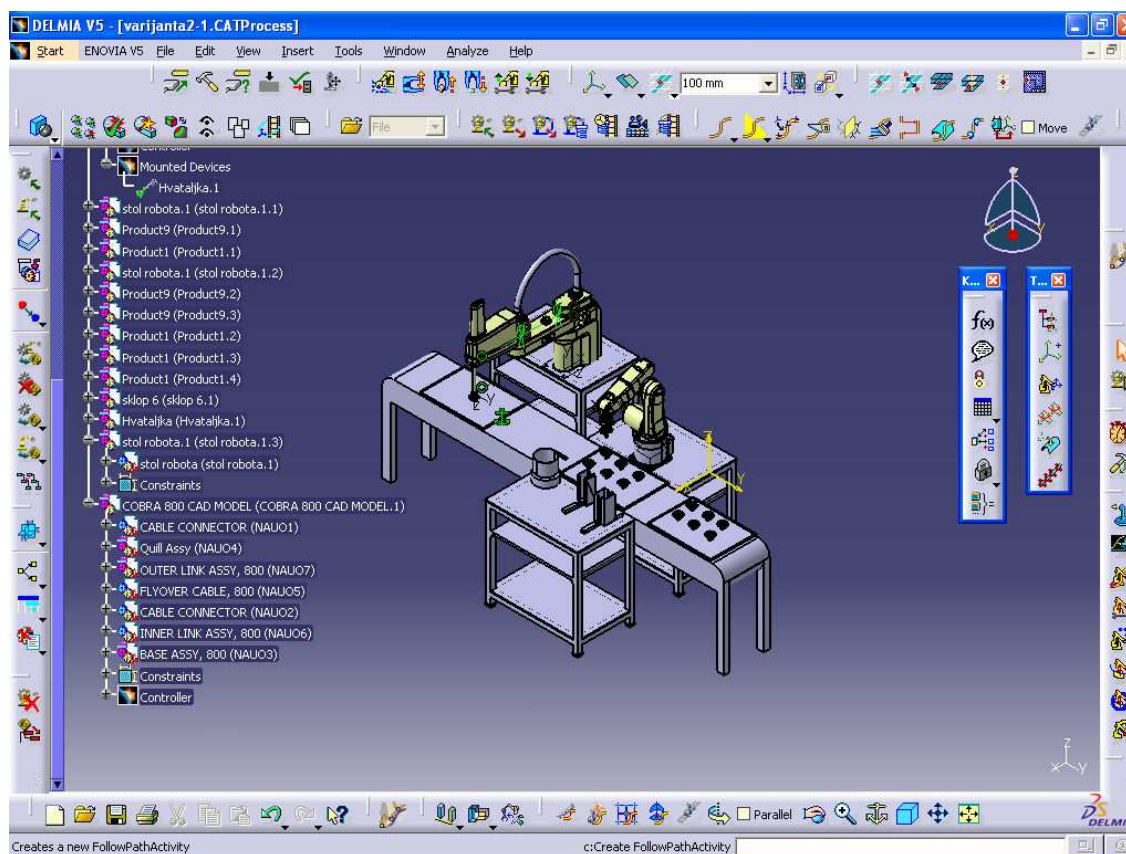 DELMIA V5 - [varijanta2-1.CATProcess]
Start ENOVIA V5 File Edit View Insert Tools Window Analyze Help
100 mm
File
Move
Controller
Mounted Devices
Hvataljka.1
stol robota.1 (stol robota.1.1)
Product9 (Product9.1)
Product1 (Product1.1)
stol robota.1 (stol robota.1.2)
Product9 (Product9.2)
Product9 (Product9.3)
Product1 (Product1.2)
Product1 (Product1.3)
Product1 (Product1.4)
sklop 6 (sklop 6.1)
Hvataljka (Hvataljka.1)
stol robota.1 (stol robota.1.3)
stol robota (stol robota.1)
Constraints
COBRA 800 CAD MODEL (COBRA 800 CAD MODEL.1)
CABLE CONNECTOR (NAUO1)
Quill Assy (NAUO4)
OUTER LINK ASSY, 800 (NAUO7)
FLYOVER CABLE, 800 (NAUO5)
CABLE CONNECTOR (NAUO2)
INNER LINK ASSY, 800 (NAUO6)
BASE ASSY, 800 (NAUO3)
Constraints
Controller
K... T...
f(x)
z
x y
Parallel
DELMIA
Creates a new FollowPathActivity c:Create FollowPathActivity